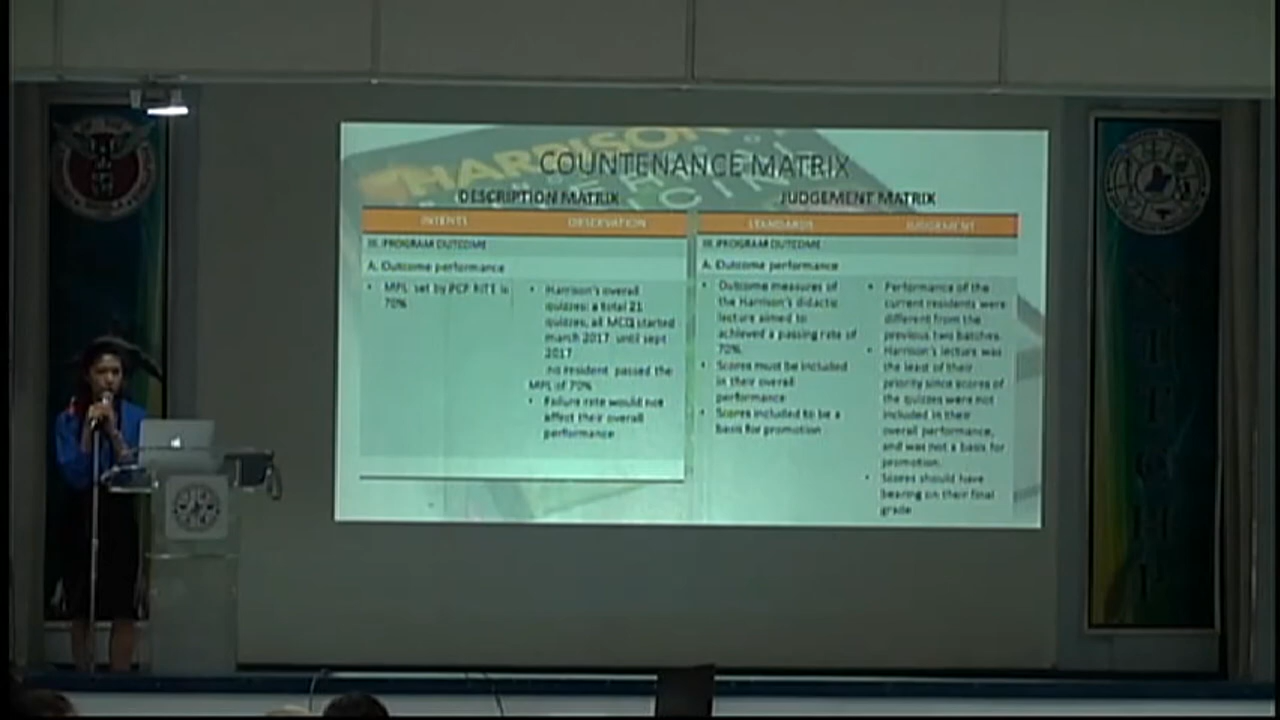 HARRISON
COUNTENANCE MATRIX
DESCRIPTION MATRIX
INTENTS OBSERVATION
III. PROGRAM OUTCOME
A. Outcome performance
• MPL set by PCP RITE is
70%
• Harrison's overall
quizzes: a total 21
quizzes, all MCQ started
march 2017 until sept
2017
no resident passed the
MPL of 70%
• Failure rate would not
affect their overall
performance
JUDGEMENT MATRIX
STANDARDS JUDGEMENT
III. PROGRAM OUTCOME
A. Outcome performance
• Outcome measures of
the Harrison's didactic
lecture aimed to
achieved a passing rate of
70%.
• Scores must be included
in their overall
performance
• Scores included to be a
basis for promotion
• Performance of the
current residents were
different from the
previous two batches.
• Harrison's lecture was
the least of their
priority since scores of
the quizzes were not
included in their
overall performance,
and was not a basis for
promotion.
• Scores should have
bearing on their final
grade